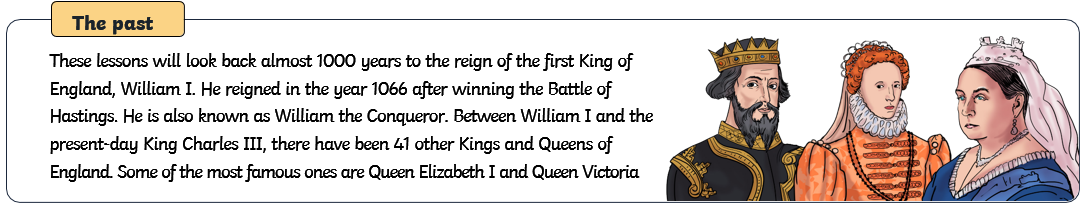 The past
These lessons will look back almost 1000 years to the reign of the first King of
England, William I. He reigned in the year 1066 after winning the Battle of
Hastings. He is also known as William the Conqueror. Between William I and the
present-day King Charles III, there have been 41 other Kings and Queens of
England. Some of the most famous ones are Queen Elizabeth I and Queen Victoria